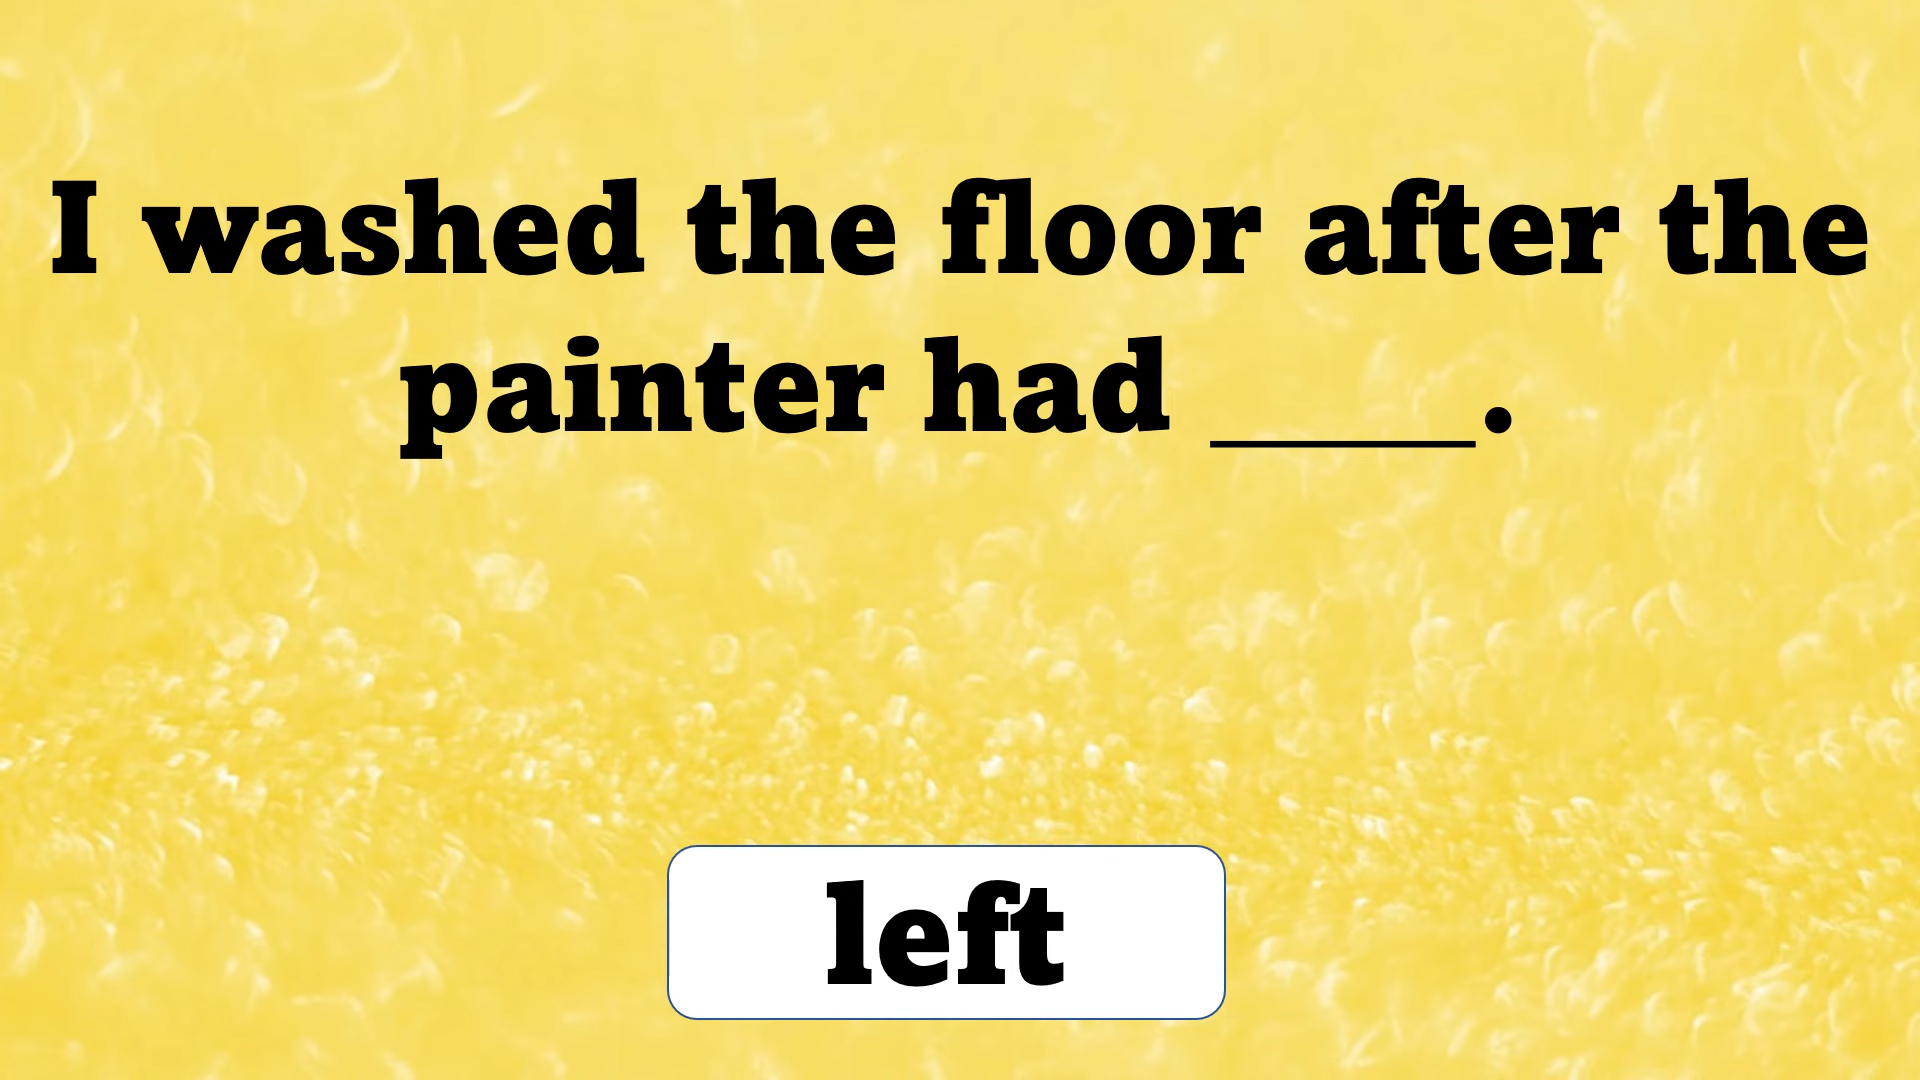 I washed the floor after the
painter had ____.
left